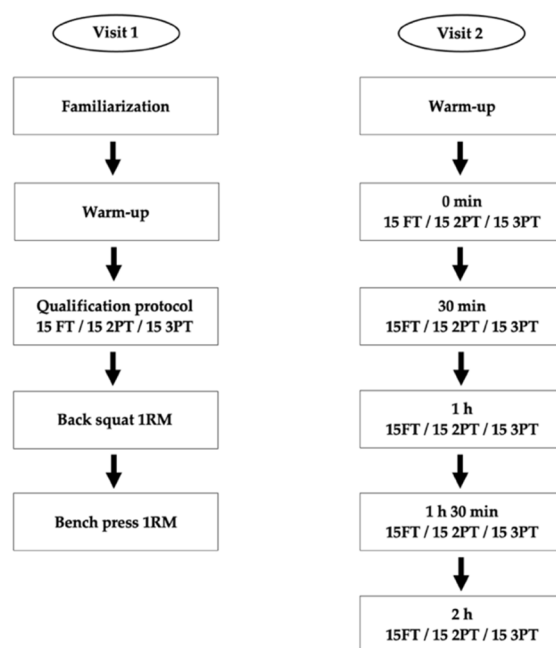 Visit 1
Familiarization
Warm-up
Qualification protocol
15 FT / 15 2PT / 15 3PT
Back squat 1RM
Bench press 1RM
Visit 2
Warm-up
0 min
15 FT / 15 2PT / 15 3PT
30 min
15FT / 15 2PT / 15 3PT
1 h
15FT / 15 2PT / 15 3PT
1 h 30 min
15FT / 15 2PT / 15 3PT
2 h
15FT / 15 2PT / 15 3PT